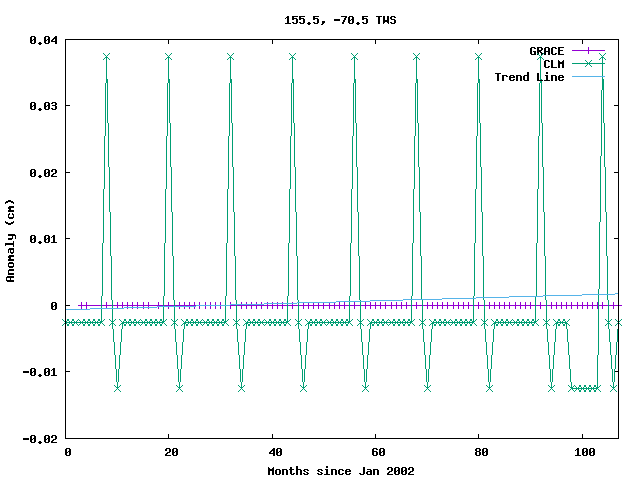 155.5, -70.5 TWS
0.04
GRACE
CLM
Trend Line
0.03
0.02
0.01
Anomaly (cm)
0
-0.01
-0.02
0 20 40 60 80 100
Months since Jan 2002